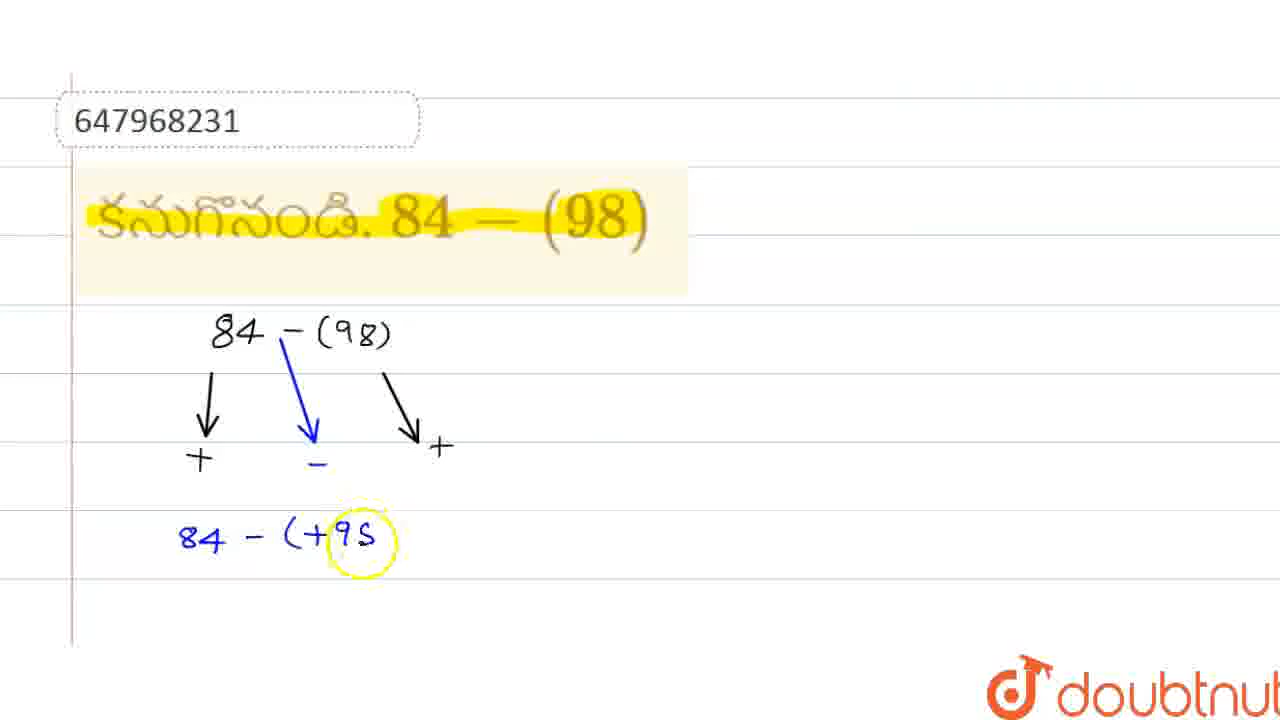 647968231
కనుగొనండి. 84 − (98)
84 - (98)
+ - +
84 - (+98
doubtnut